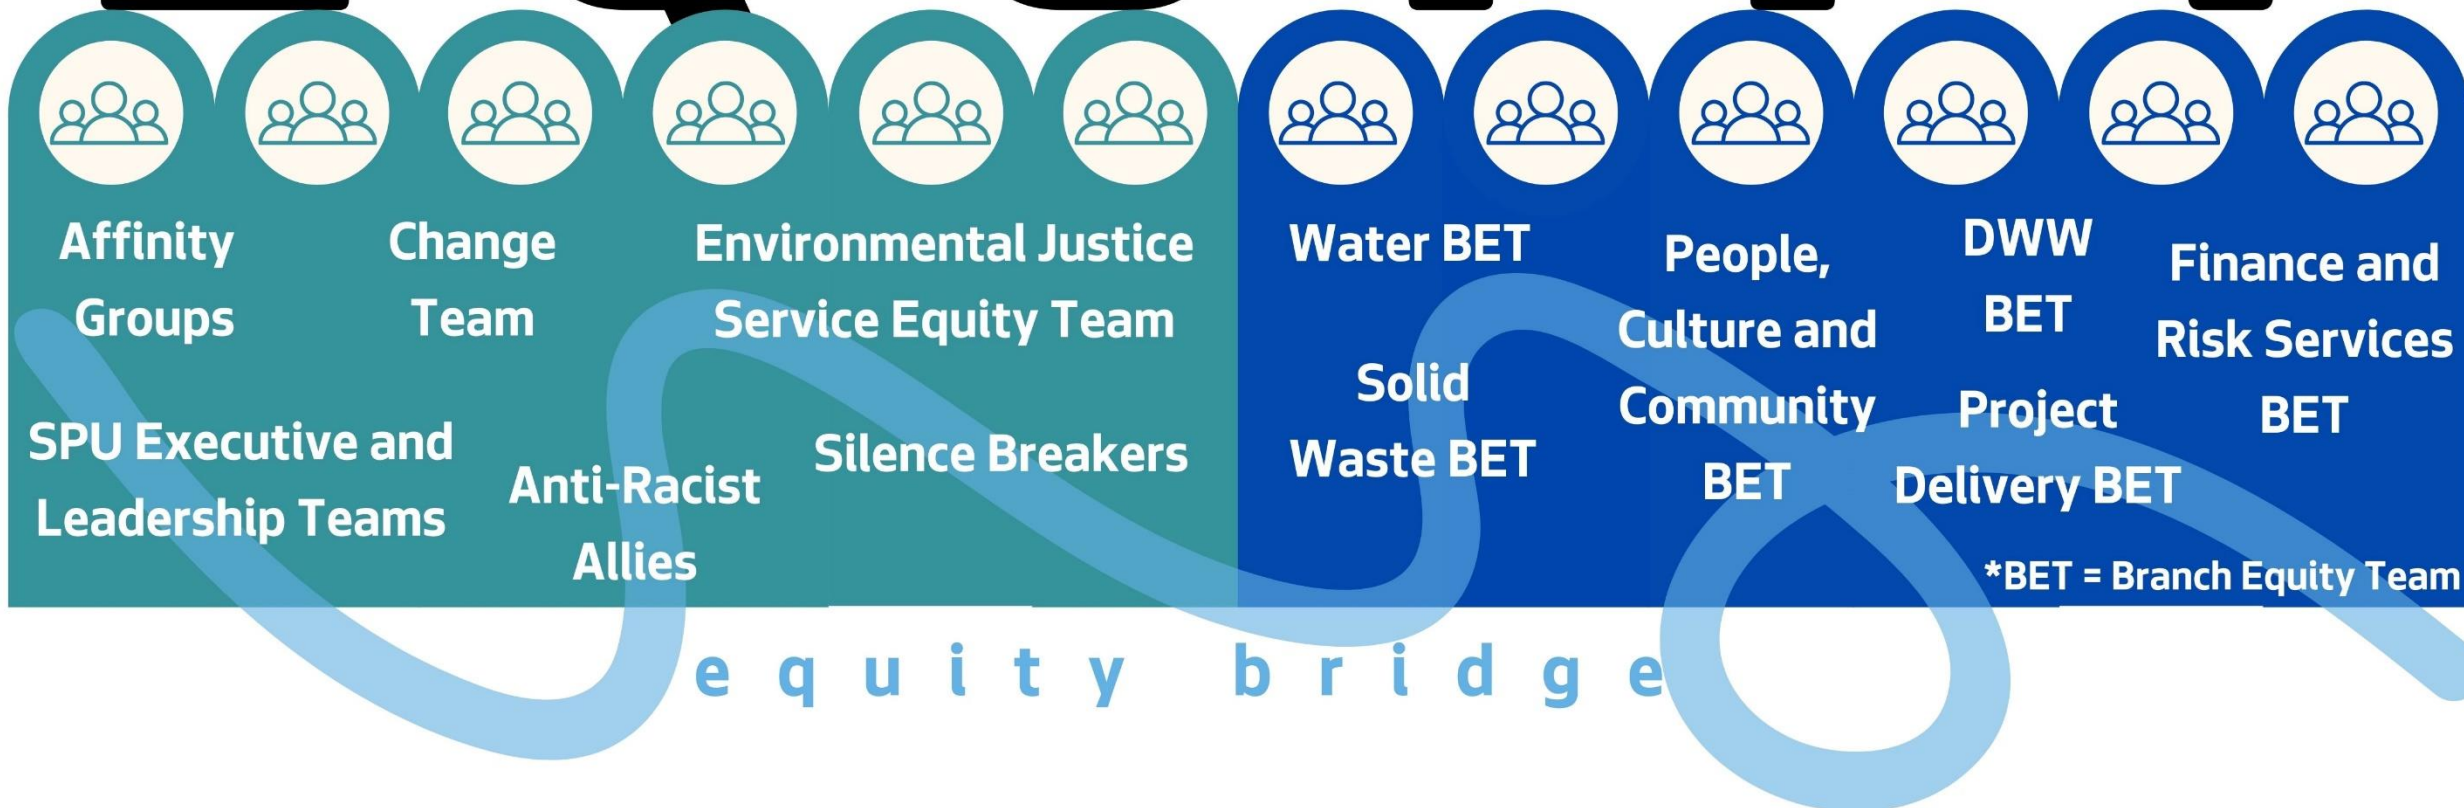 Affinity
Groups
Change
Team
Environmental Justice
Service Equity Team
SPU Executive and
Leadership Teams
Anti-Racist
Allies
Silence Breakers
Water BET
Solid
Waste BET
People,
Culture and
Community
BET
DWW
BET
Project
Delivery BET
Finance and
Risk Services
BET
*BET = Branch Equity Team
equity bridge